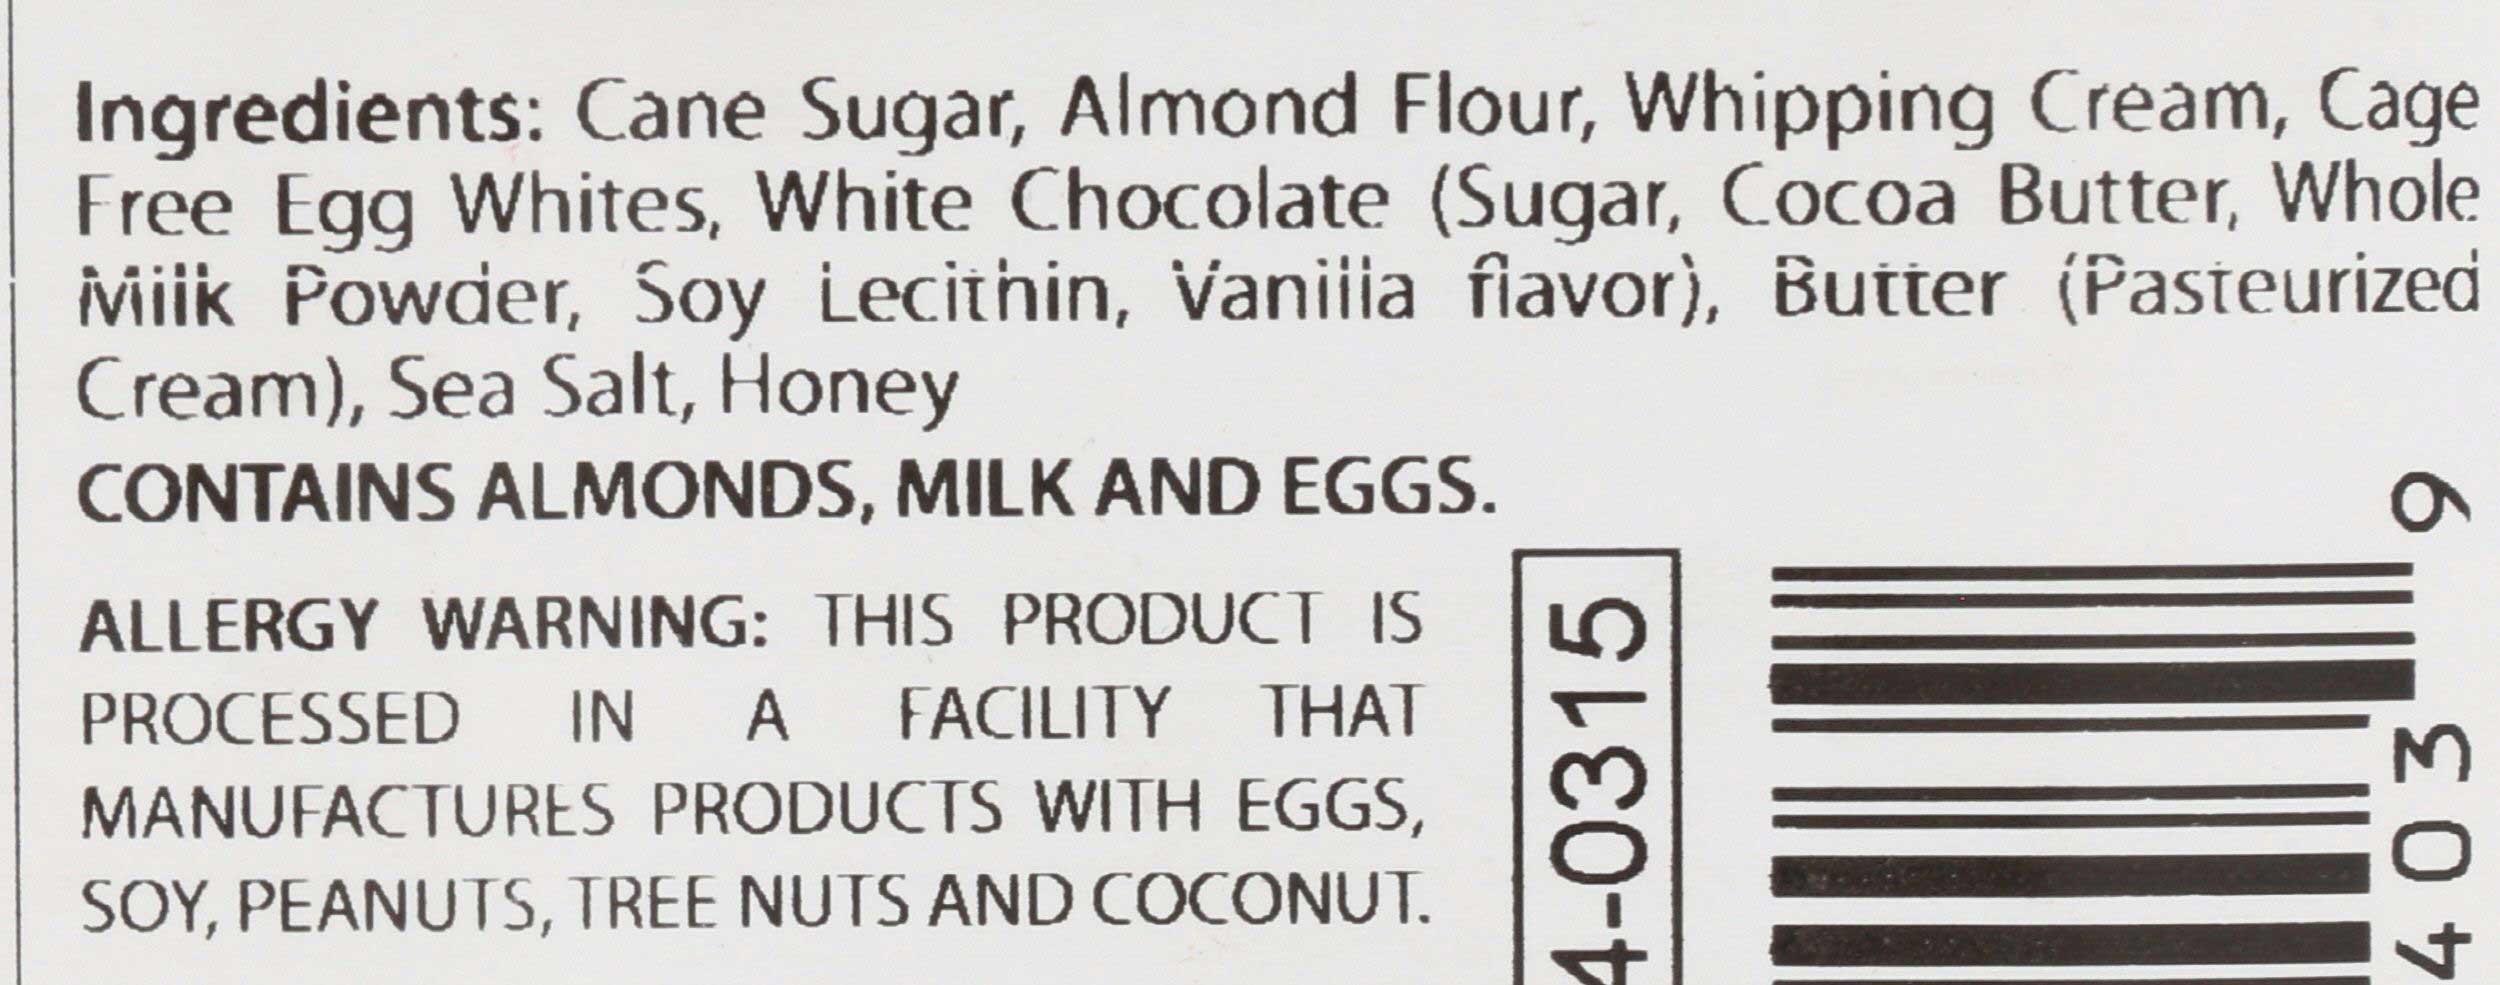 Ingredients: Cane Sugar, Almond Flour, Whipping Cream, Cage
Free Egg Whites, White Chocolate (Sugar, Cocoa Butter, Whole
Milk Powder, Soy Lecithin, Vanilla flavor), Butter (Pasteurized
Cream), Sea Salt, Honey
CONTAINS ALMONDS, MILK AND EGGS.
ALLERGY WARNING: THIS PRODUCT IS
PROCESSED IN A FACILITY THAT
MANUFACTURES PRODUCTS WITH EGGS,
SOY, PEANUTS, TREE NUTS AND COCONUT.
4-0315
403 9